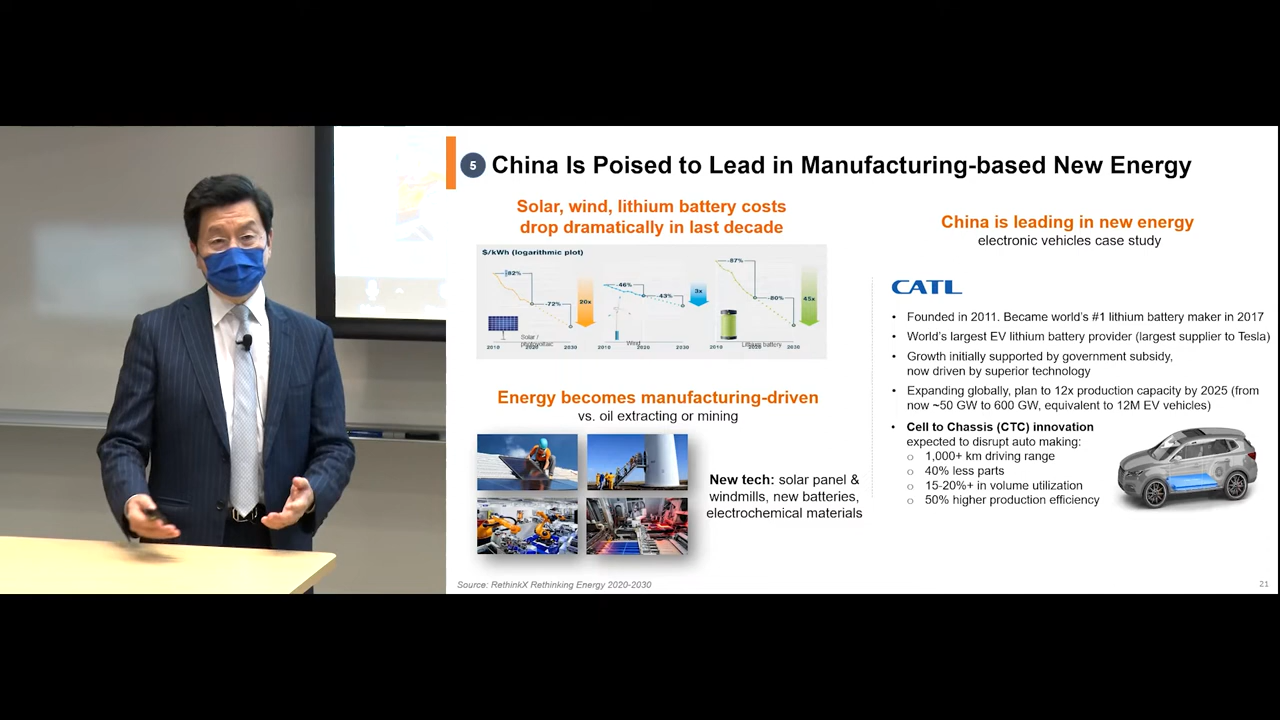 5 China Is Poised to Lead in Manufacturing-based New Energy
Solar, wind, lithium battery costs
drop dramatically in last decade
$/kWh (logarithmic plot)
-82%
-72%
20x
Solar /
photovoltaic
2010 2020 2030
-46%
-43%
3x
Wind
2010 2020 2030
-87%
-80%
45x
Lithium battery
2010 2020 2030
Energy becomes manufacturing-driven
vs. oil extracting or mining
New tech: solar panel &
windmills, new batteries,
electrochemical materials
China is leading in new energy
electronic vehicles case study
CATL
• Founded in 2011. Became world's #1 lithium battery maker in 2017
• World's largest EV lithium battery provider (largest supplier to Tesla)
• Growth initially supported by government subsidy,
now driven by superior technology
• Expanding globally, plan to 12x production capacity by 2025 (from
now ~50 GW to 600 GW, equivalent to 12M EV vehicles)
• Cell to Chassis (CTC) innovation
expected to disrupt auto making:
o 1,000+ km driving range
o 40% less parts
o 15-20%+ in volume utilization
o 50% higher production efficiency
Source: RethinkX Rethinking Energy 2020-2030
21